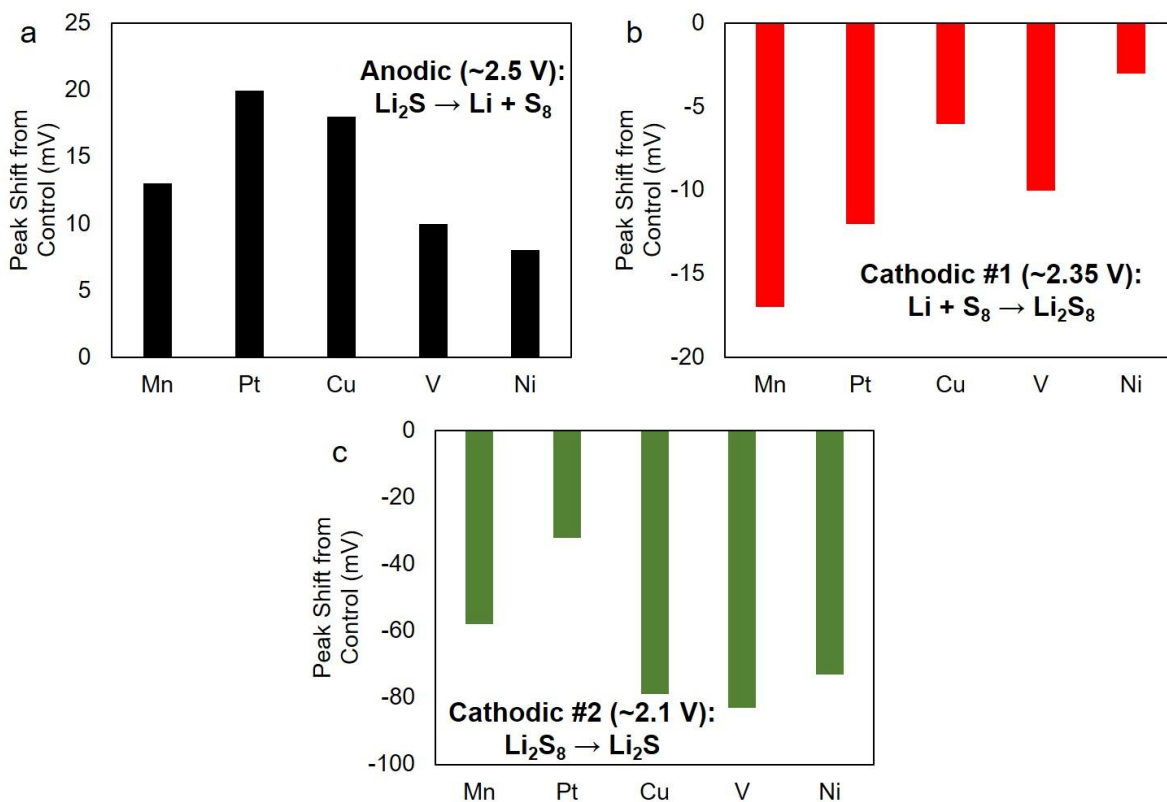 a
Peak Shift from
Control (mV)
25
20
15
10
5
0
Anodic (~2.5 V):
Li₂S → Li + S₈
Mn Pt Cu V Ni
b
Peak Shift from
Control (mV)
0
-5
-10
-15
-20
Cathodic #1 (~2.35 V):
Li + S₈ → Li₂S₈
Mn Pt Cu V Ni
c
Peak Shift from
Control (mV)
0
-20
-40
-60
-80
-100
Cathodic #2 (~2.1 V):
Li₂S₈ → Li₂S
Mn Pt Cu V Ni